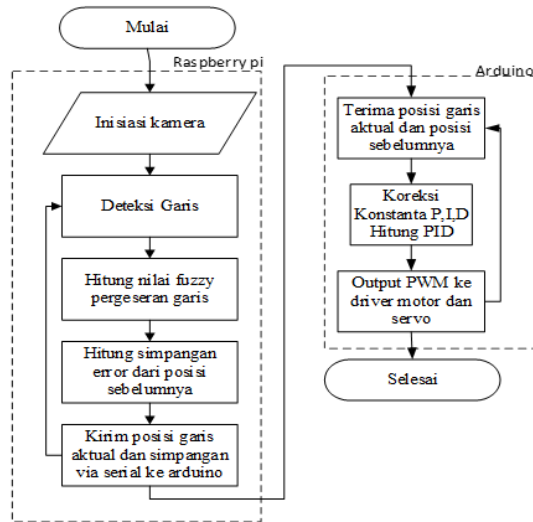 Mulai
Raspberry pi
Inisiasi kamera
Deteksi Garis
Hitung nilai fuzzy
pergeseran garis
Hitung simpangan
error dari posisi
sebelumnya
Kirim posisi garis
aktual dan simpangan
via serial ke arduino
Arduino
Terima posisi garis
aktual dan posisi
sebelumnya
Koreksi
Konstanta P,I,D
Hitung PID
Output PWM ke
driver motor dan
servo
Selesai